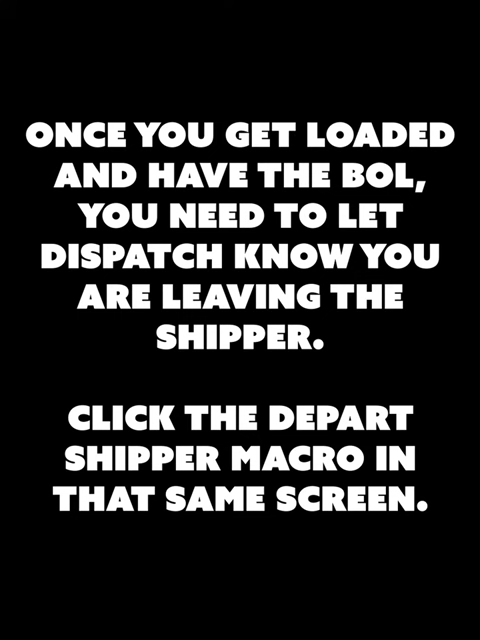 ONCE YOU GET LOADED
AND HAVE THE BOL,
YOU NEED TO LET
DISPATCH KNOW YOU
ARE LEAVING THE
SHIPPER.
CLICK THE DEPART
SHIPPER MACRO IN
THAT SAME SCREEN.